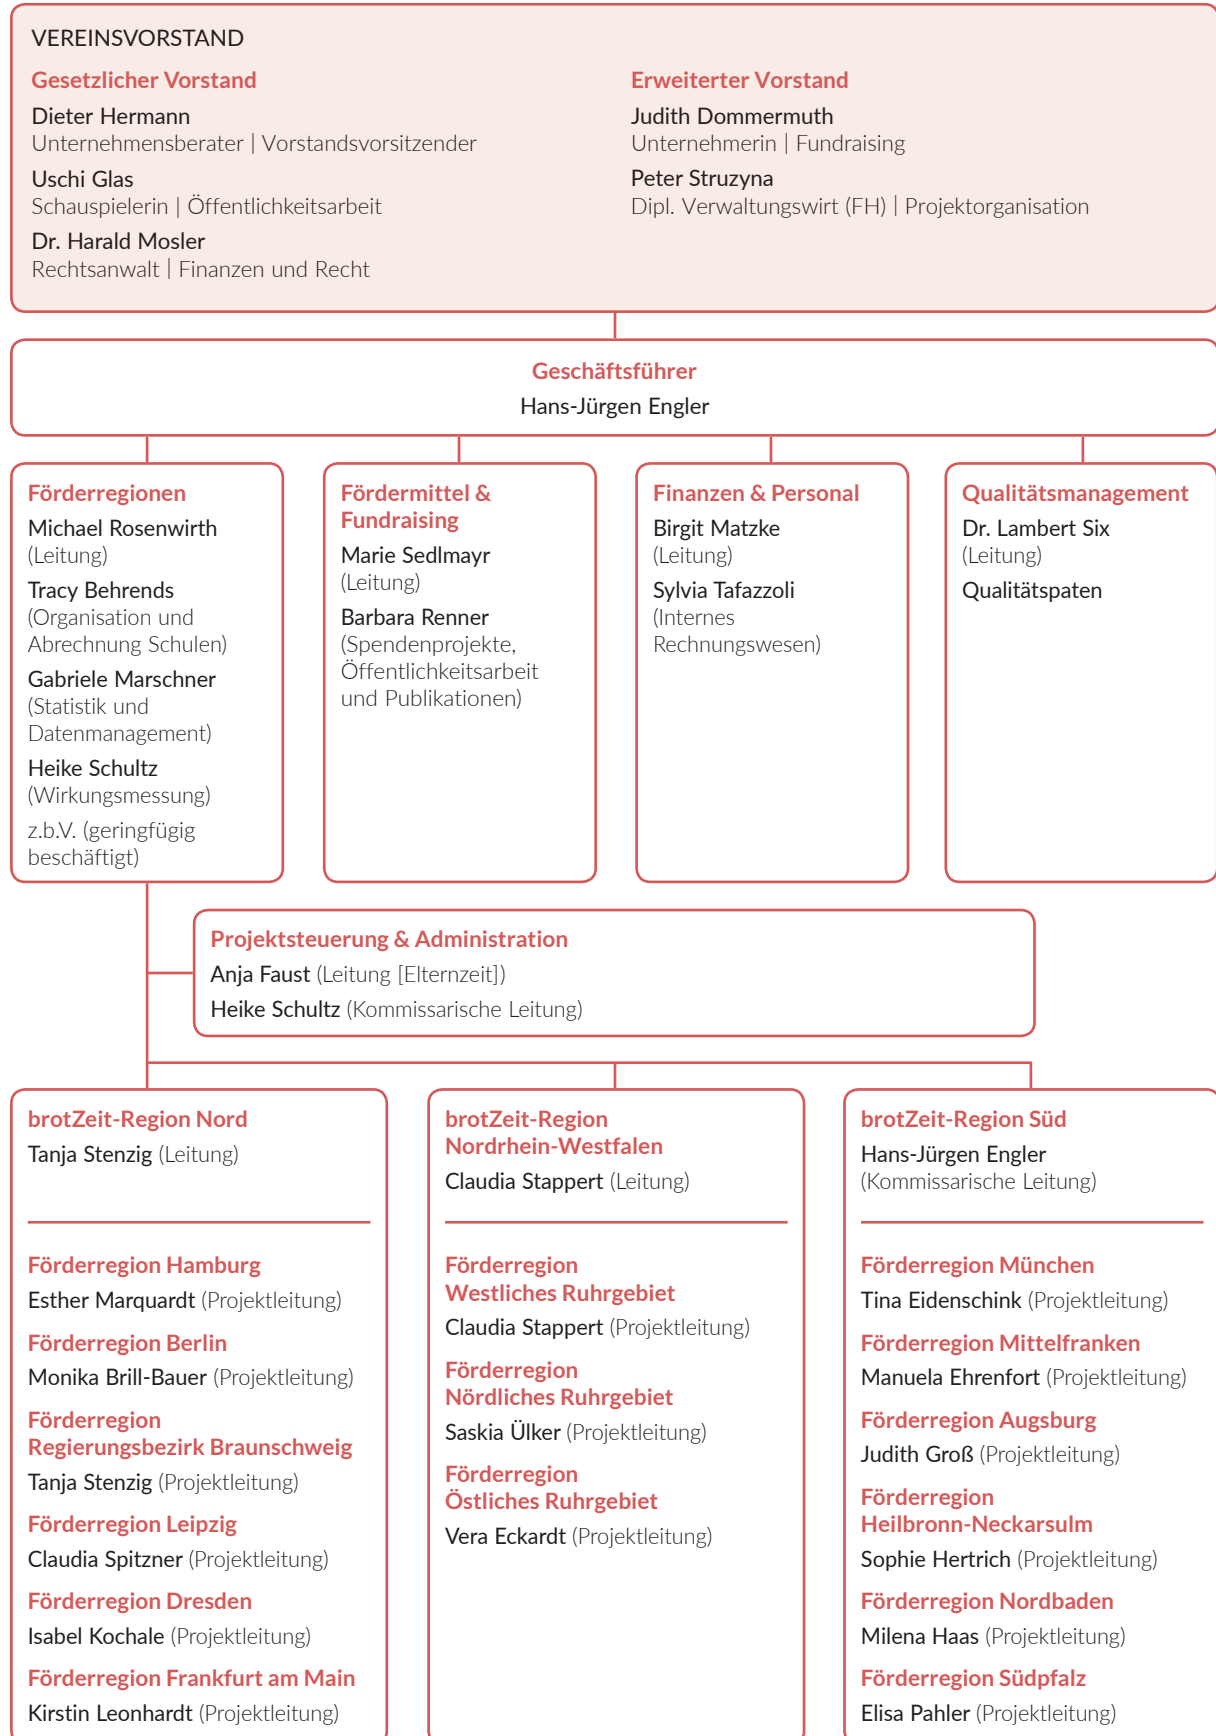 VEREINSVORSTAND
Gesetzlicher Vorstand
Dieter Hermann
Unternehmensberater | Vorstandsvorsitzender
Uschi Glas
Schauspielerin | Öffentlichkeitsarbeit
Dr. Harald Mosler
Rechtsanwalt | Finanzen und Recht
Erweiterter Vorstand
Judith Dommermuth
Unternehmerin | Fundraising
Peter Struzyna
Dipl. Verwaltungswirt (FH) | Projektorganisation
Geschäftsführer
Hans-Jürgen Engler
Förderregionen
Michael Rosenwirth
(Leitung)
Tracy Behrends
(Organisation und
Abrechnung Schulen)
Gabriele Marschner
(Statistik und
Datenmanagement)
Heike Schultz
(Wirkungsmessung)
z.b.V. (geringfügig
beschäftigt)
Fördermittel &
Fundraising
Marie Sedlmayr
(Leitung)
Barbara Renner
(Spendenprojekte,
Öffentlichkeitsarbeit
und Publikationen)
Finanzen & Personal
Birgit Matzke
(Leitung)
Sylvia Tafazzoli
(Internes
Rechnungswesen)
Qualitätsmanagement
Dr. Lambert Six
(Leitung)
Qualitätspaten
Projektsteuerung & Administration
Anja Faust (Leitung [Elternzeit])
Heike Schultz (Kommissarische Leitung)
brotZeit-Region Nord
Tanja Stenzig (Leitung)
Förderregion Hamburg
Esther Marquardt (Projektleitung)
Förderregion Berlin
Monika Brill-Bauer (Projektleitung)
Förderregion
Regierungsbezirk Braunschweig
Tanja Stenzig (Projektleitung)
Förderregion Leipzig
Claudia Spitzner (Projektleitung)
Förderregion Dresden
Isabel Kochale (Projektleitung)
Förderregion Frankfurt am Main
Kirstin Leonhardt (Projektleitung)
brotZeit-Region
Nordrhein-Westfalen
Claudia Stappert (Leitung)
Förderregion
Westliches Ruhrgebiet
Claudia Stappert (Projektleitung)
Förderregion
Nördliches Ruhrgebiet
Saskia Ülker (Projektleitung)
Förderregion
Östliches Ruhrgebiet
Vera Eckardt (Projektleitung)
brotZeit-Region Süd
Hans-Jürgen Engler
(Kommissarische Leitung)
Förderregion München
Tina Eidenschink (Projektleitung)
Förderregion Mittelfranken
Manuela Ehrenfort (Projektleitung)
Förderregion Augsburg
Judith Groß (Projektleitung)
Förderregion
Heilbronn-Neckarsulm
Sophie Hertrich (Projektleitung)
Förderregion Nordbaden
Milena Haas (Projektleitung)
Förderregion Südpfalz
Elisa Pahler (Projektleitung)